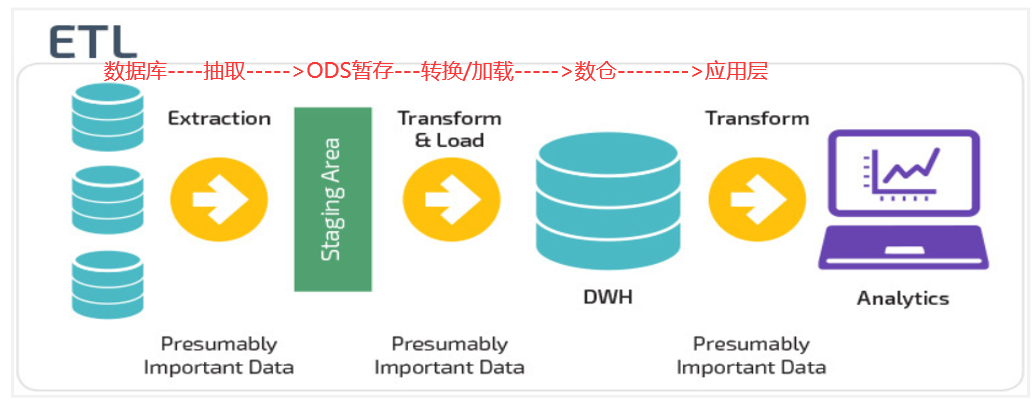 ETL
数据库----抽取----->ODS暂存---转换/加载----->数仓-------->应用层
Extraction
Staging Area
Transform
& Load
DWH
Transform
Analytics
Presumably
Important Data
Presumably
Important Data
Presumably
Important Data